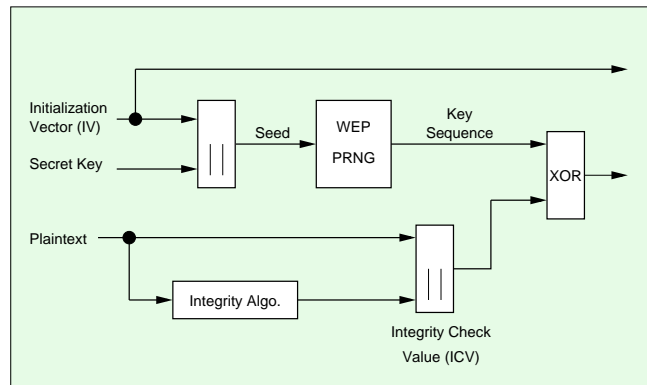 Initialization
Vector (IV)
Secret Key
||
Seed
WEP
PRNG
Key
Sequence
XOR
Plaintext
Integrity Algo.
||
Integrity Check
Value (ICV)